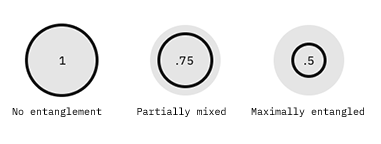 1
.75
.5
No entanglement
Partially mixed
Maximally entangled